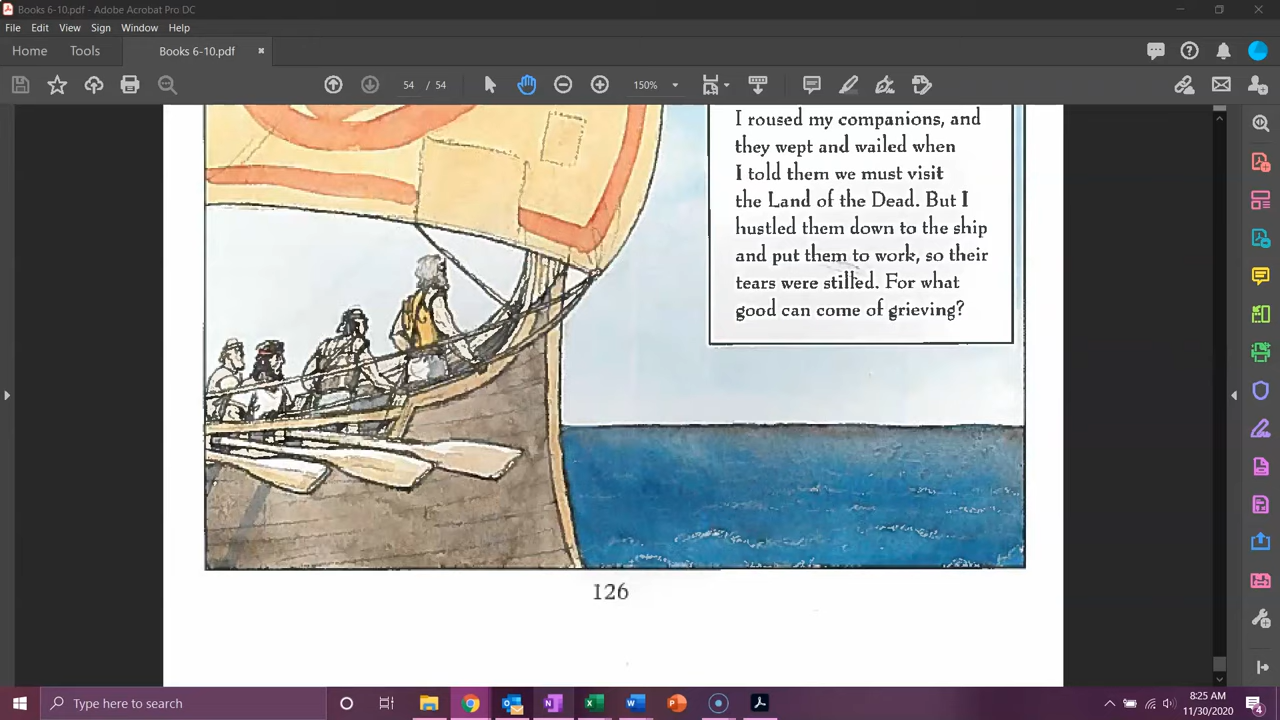 Books 6-10.pdf - Adobe Acrobat Pro DC
File Edit View Sign Window Help
Home Tools Books 6-10.pdf
54 / 54 150%
I roused my companions, and
they wept and wailed when
I told them we must visit
the Land of the Dead. But I
hustled them down to the ship
and put them to work, so their
tears were stilled. For what
good can come of grieving?
126
Type here to search
8:25 AM
11/30/2020
4